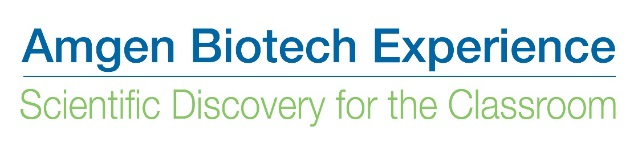 Amgen Biotech Experience
Scientific Discovery for the Classroom